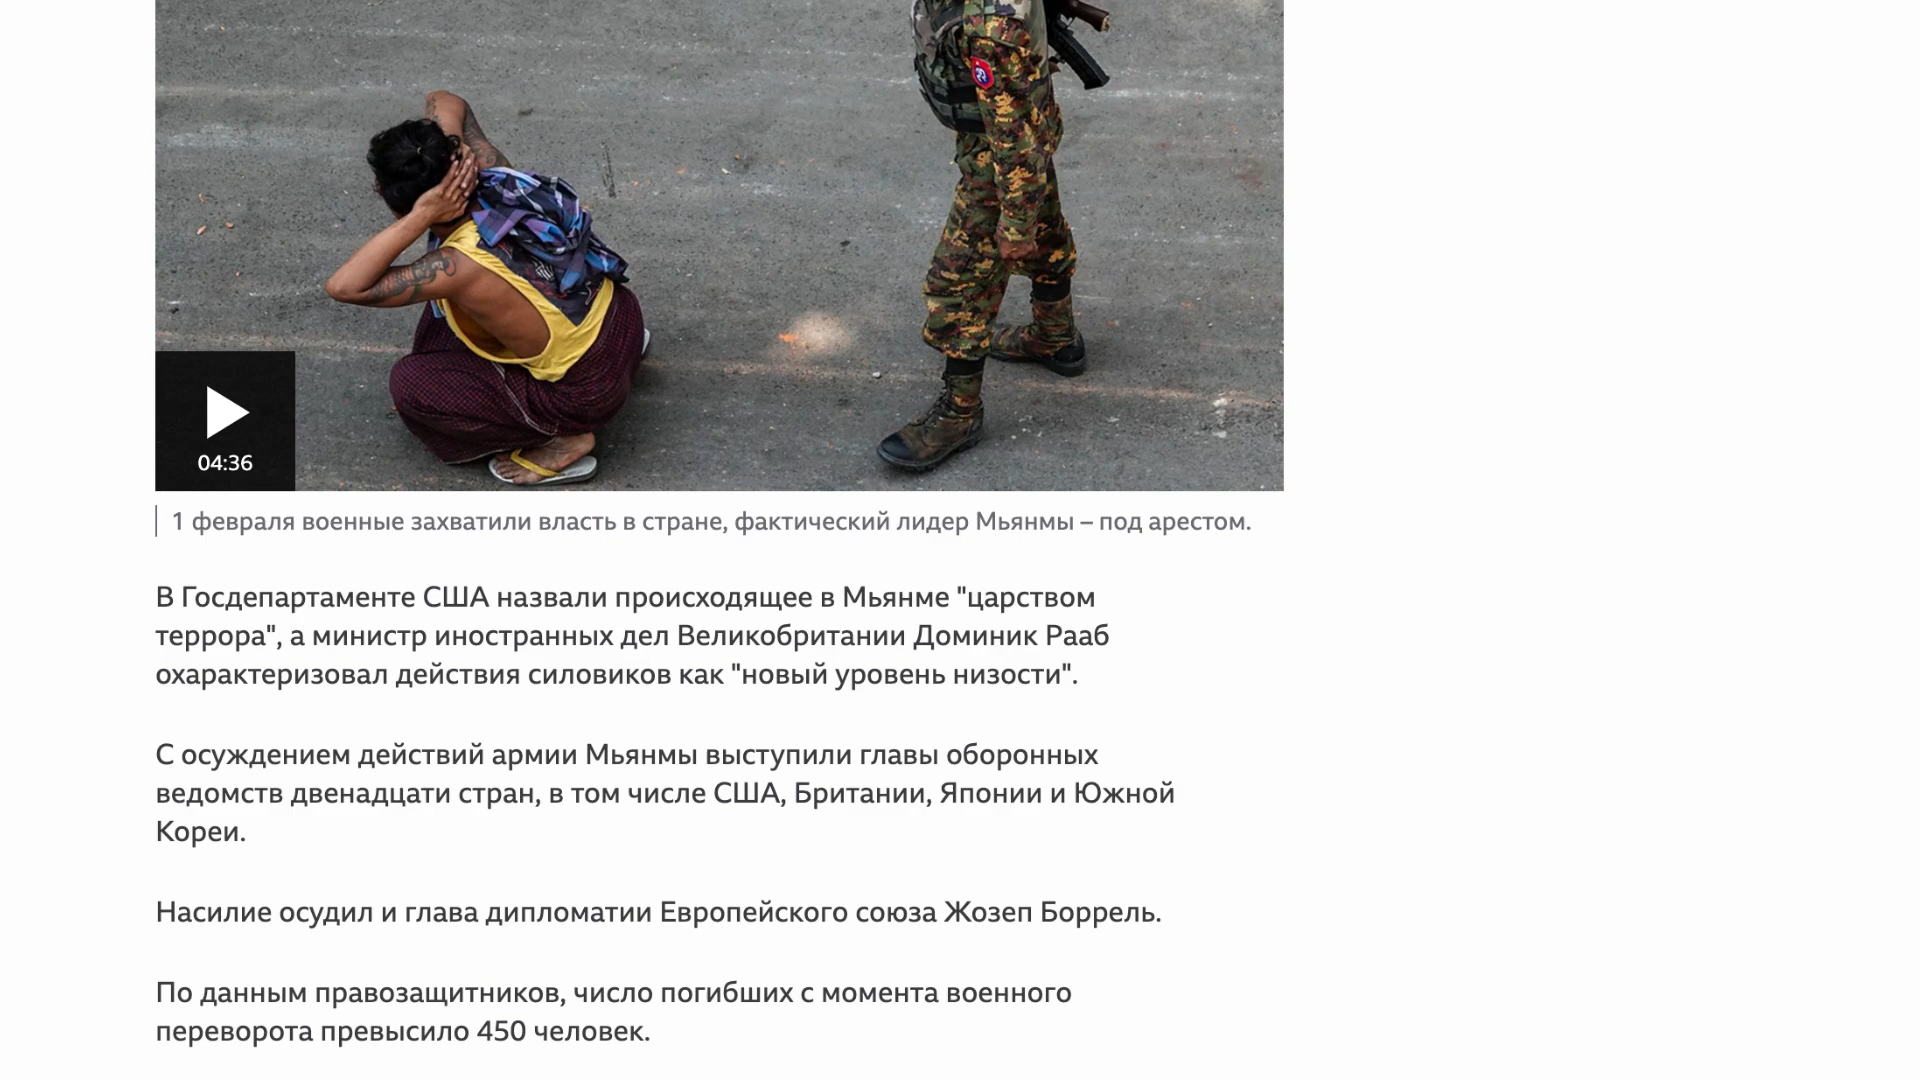 04:36
1 февраля военные захватили власть в стране, фактический лидер Мьянмы – под арестом.
В Госдепартаменте США назвали происходящее в Мьянме "царством
террора", а министр иностранных дел Великобритании Доминик Рааб
охарактеризовал действия силовиков как "новый уровень низости".
С осуждением действий армии Мьянмы выступили главы оборонных
ведомств двенадцати стран, в том числе США, Британии, Японии и Южной
Кореи.
Насилие осудил и глава дипломатии Европейского союза Жозеп Боррель.
По данным правозащитников, число погибших с момента военного
переворота превысило 450 человек.